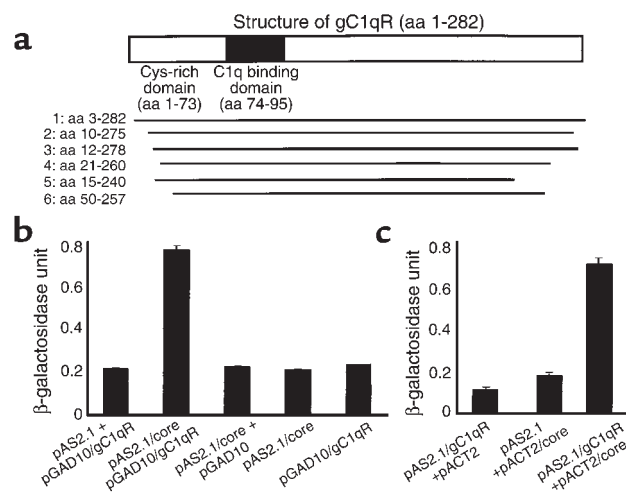 a
Structure of gC1qR (aa 1-282)
Cys-rich
domain
(aa 1-73)
C1q binding
domain
(aa 74-95)
1: aa 3-282
2: aa 10-275
3: aa 12-278
4: aa 21-260
5: aa 15-240
6: aa 50-257
b
β-galactosidase unit
0.8
0.6
0.4
0.2
0
pAS2.1 +
pGAD10/gC1qR
pAS2.1/core
pGAD10/gC1qR
pAS2.1/core +
pGAD10
pAS2.1/core
pGAD10/gC1qR
c
β-galactosidase unit
0.8
0.6
0.4
0.2
0
pAS2.1/gC1qR
+pACT2
pAS2.1
+pACT2/core
pAS2.1/gC1qR
+pACT2/core